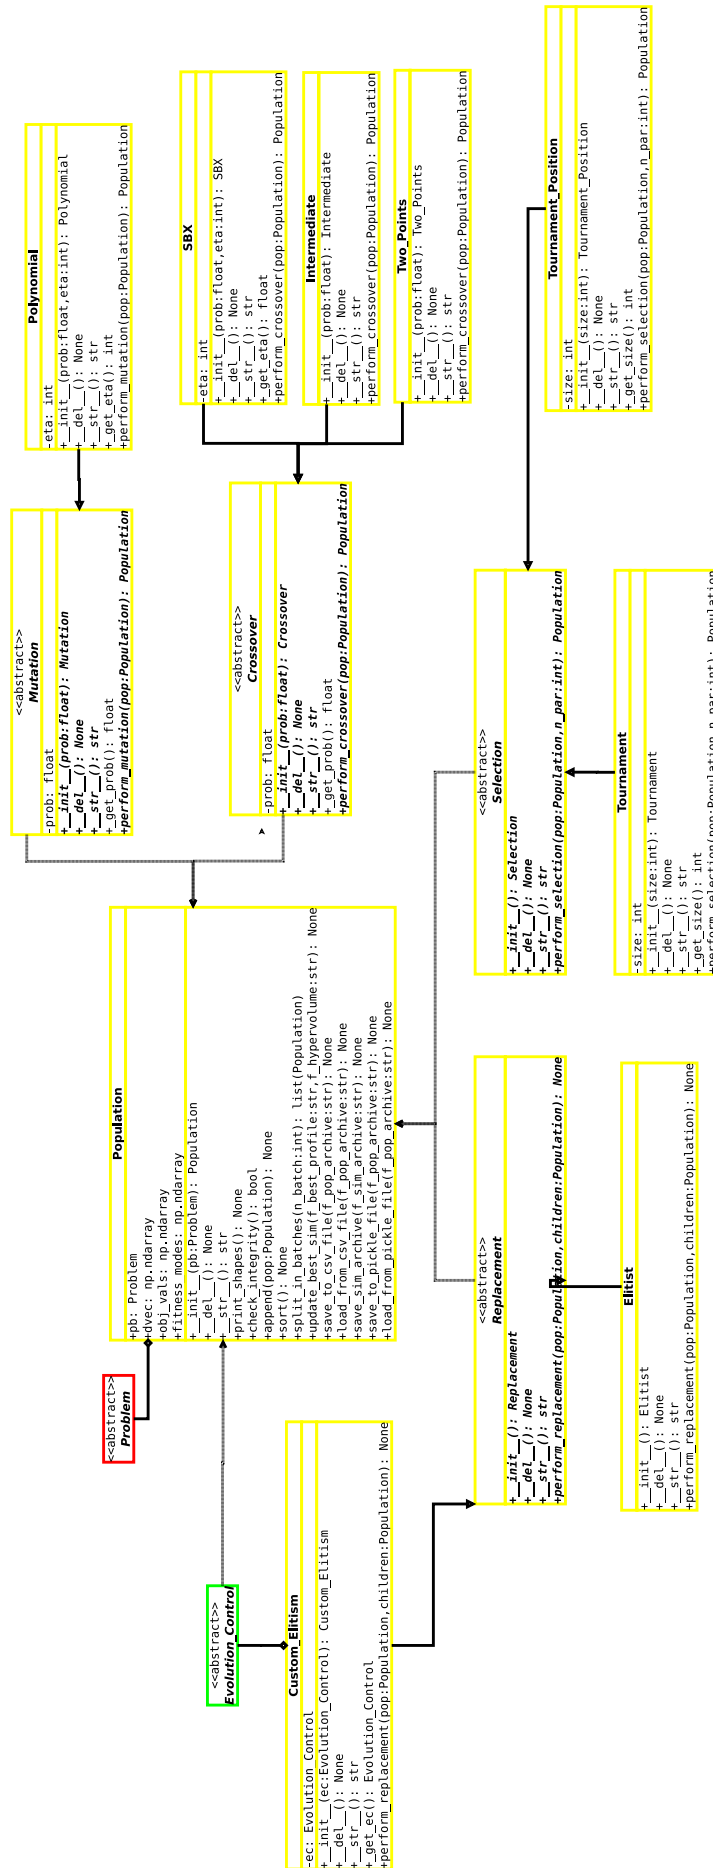 <<abstract>>
Mutation
-prob: float
+__init__(prob:float): Mutation
+__del__(): None
+__str__(): str
+_get_prob(): float
+perform_mutation(pop:Population): Population
Polynomial
-eta: int
+__init__(prob:float,eta:int): Polynomial
+__del__(): None
+__str__(): str
+_get_eta(): int
+perform_mutation(pop:Population): Population
<<abstract>>
Problem
Population
+pb: Problem
+dvec: np.ndarray
+obj_vals: np.ndarray
+fitness_modes: np.ndarray
+__init__(pb:Problem): Population
+__del__(): None
+__str__(): str
+print_shapes(): None
+check_integrity(): bool
+append(pop:Population): None
+sort(): None
+split_in_batches(n_batch:int): list(Population)
+update_best_sim(f_best_profile:str,f_hypervolume:str): None
+save_to_csv_file(f_pop_archive:str): None
+load_from_csv_file(f_pop_archive:str): None
+save_sim_archive(f_sim_archive:str): None
+save_to_pickle_file(f_pop_archive:str): None
+load_from_pickle_file(f_pop_archive:str): None
SBX
-eta: int
+__init__(prob:float,eta:int): SBX
+__del__(): None
+__str__(): str
+_get_eta(): float
+perform_crossover(pop:Population): Population
<<abstract>>
Evolution_Control
<<abstract>>
Crossover
-prob: float
+__init__(prob:float): Crossover
+__del__(): None
+__str__(): str
+_get_prob(): float
+perform_crossover(pop:Population): Population
Custom_Elitism
-ec: Evolution_Control
+__init__(ec:Evolution_Control): Custom_Elitism
+__del__(): None
+__str__(): str
+_get_ec(): Evolution_Control
+perform_replacement(pop:Population,children:Population): None
Intermediate
+__init__(prob:float): Intermediate
+__del__(): None
+__str__(): str
+perform_crossover(pop:Population): Population
Two_Points
+__init__(prob:float): Two_Points
+__del__(): None
+__str__(): str
+perform_crossover(pop:Population): Population
<<abstract>>
Replacement
+__init__(): Replacement
+__del__(): None
+__str__(): str
+perform_replacement(pop:Population,children:Population): None
<<abstract>>
Selection
+__init__(): Selection
+__del__(): None
+__str__(): str
+perform_selection(pop:Population,n_par:int): Population
Tournament_Position
-size: int
+__init__(size:int): Tournament_Position
+__del__(): None
+__str__(): str
+_get_size(): int
+perform_selection(pop:Population,n_par:int): Population
Elitist
+__init__(): Elitist
+__del__(): None
+__str__(): str
+perform_replacement(pop:Population,children:Population): None
Tournament
-size: int
+__init__(size:int): Tournament
+__del__(): None
+__str__(): str
+_get_size(): int
+perform_selection(pop:Population,n_par:int): Population